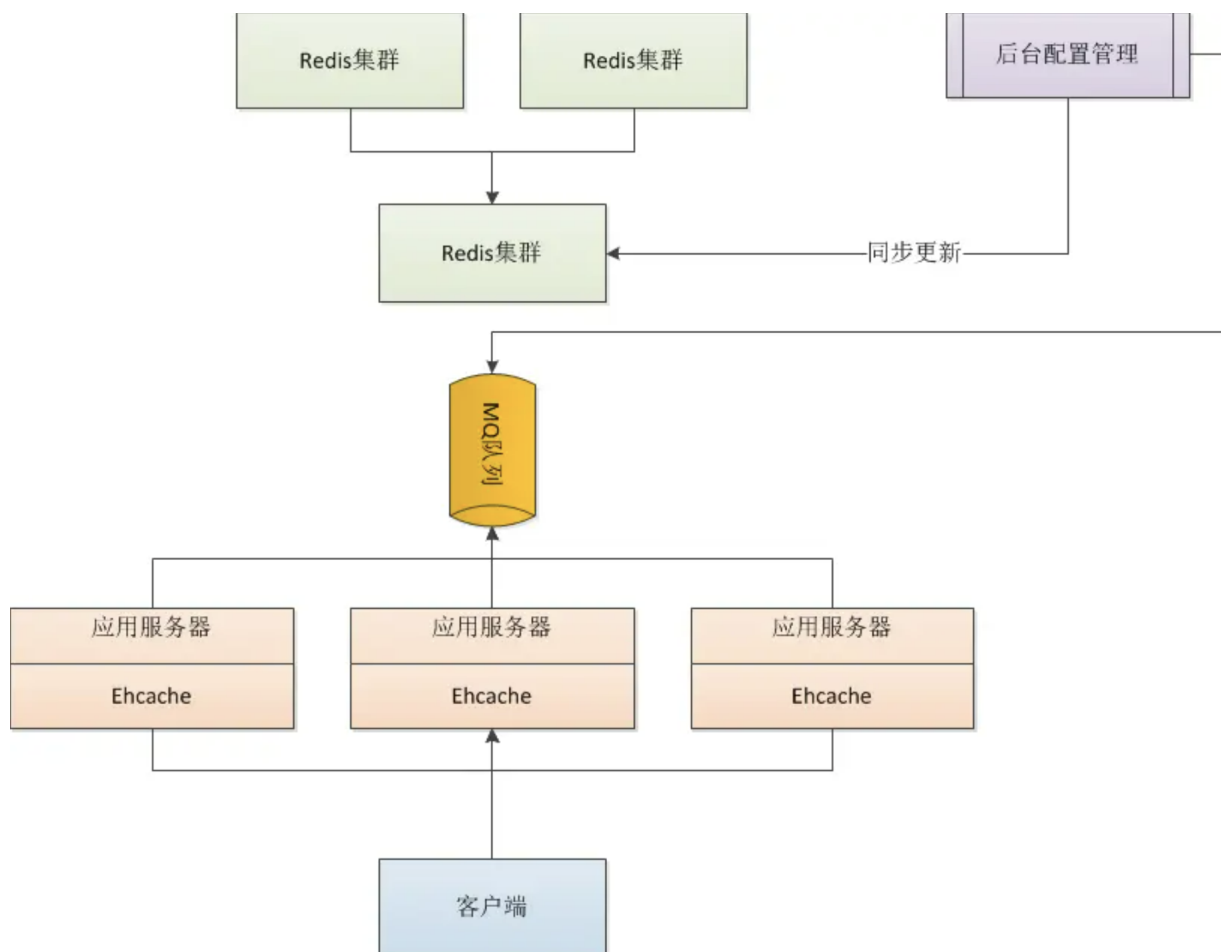 Redis集群
Redis集群
后台配置管理
Redis集群
同步更新
MQ队列
应用服务器
应用服务器
应用服务器
Ehcache
Ehcache
Ehcache
客户端